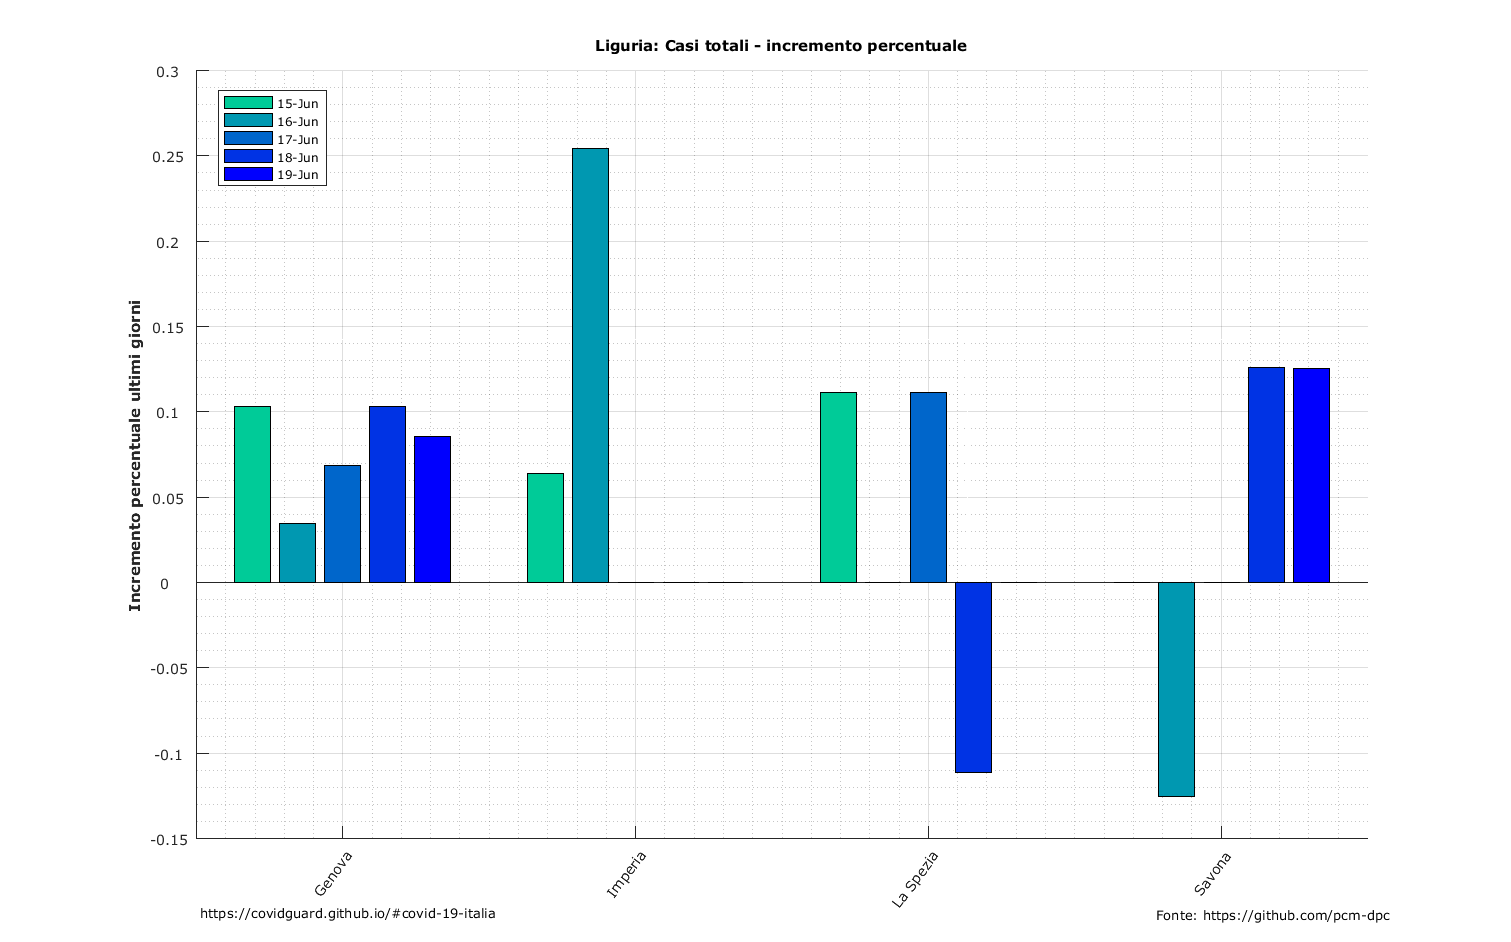 Liguria: Casi totali - incremento percentuale
15-Jun
16-Jun
17-Jun
18-Jun
19-Jun
Incremento percentuale ultimi giorni
0.3
0.25
0.2
0.15
0.1
0.05
0
-0.05
-0.1
-0.15
Genova
Imperia
La Spezia
Savona
https://covidguard.github.io/#covid-19-italia
Fonte: https://github.com/pcm-dpc